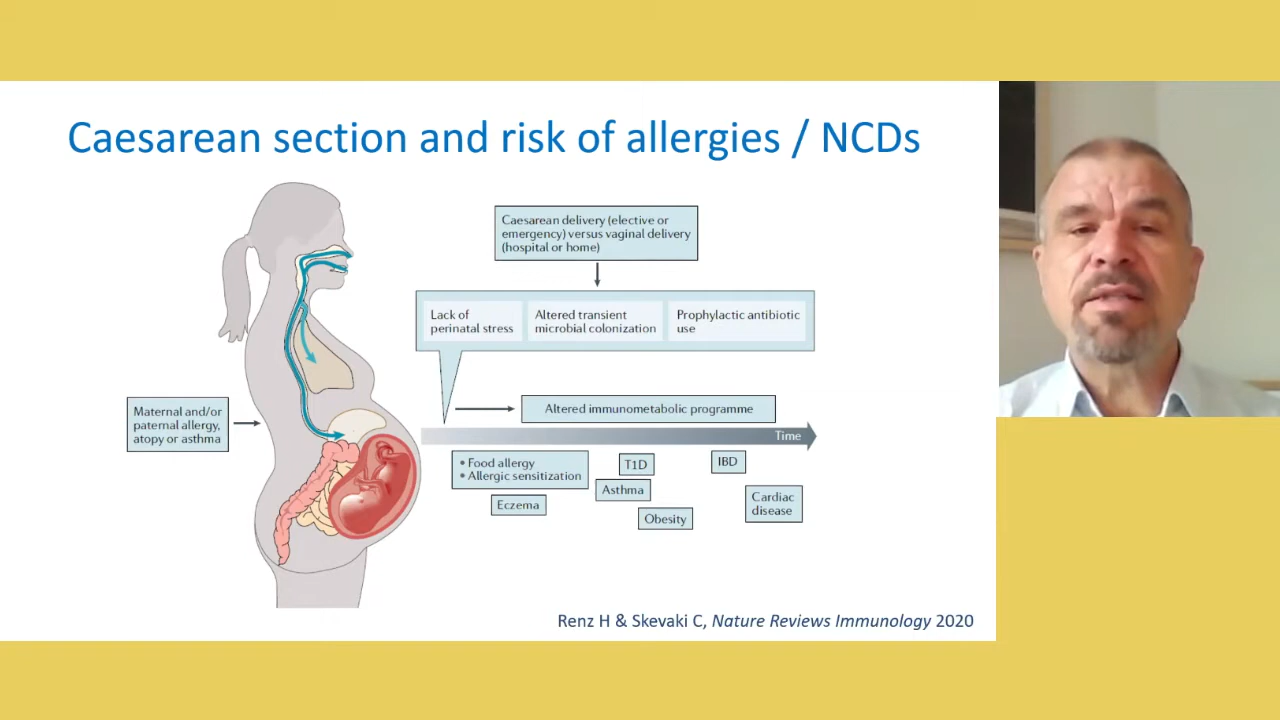 Caesarean section and risk of allergies / NCDs
Caesarean delivery (elective or
emergency) versus vaginal delivery
(hospital or home)
Lack of
perinatal stress
Altered transient
microbial colonization
Prophylactic antibiotic
use
Maternal and/or
paternal allergy,
atopy or asthma
Altered immunometabolic programme
Time
• Food allergy
• Allergic sensitization
Eczema
T1D
Asthma
Obesity
IBD
Cardiac
disease
Renz H & Skevaki C, Nature Reviews Immunology 2020